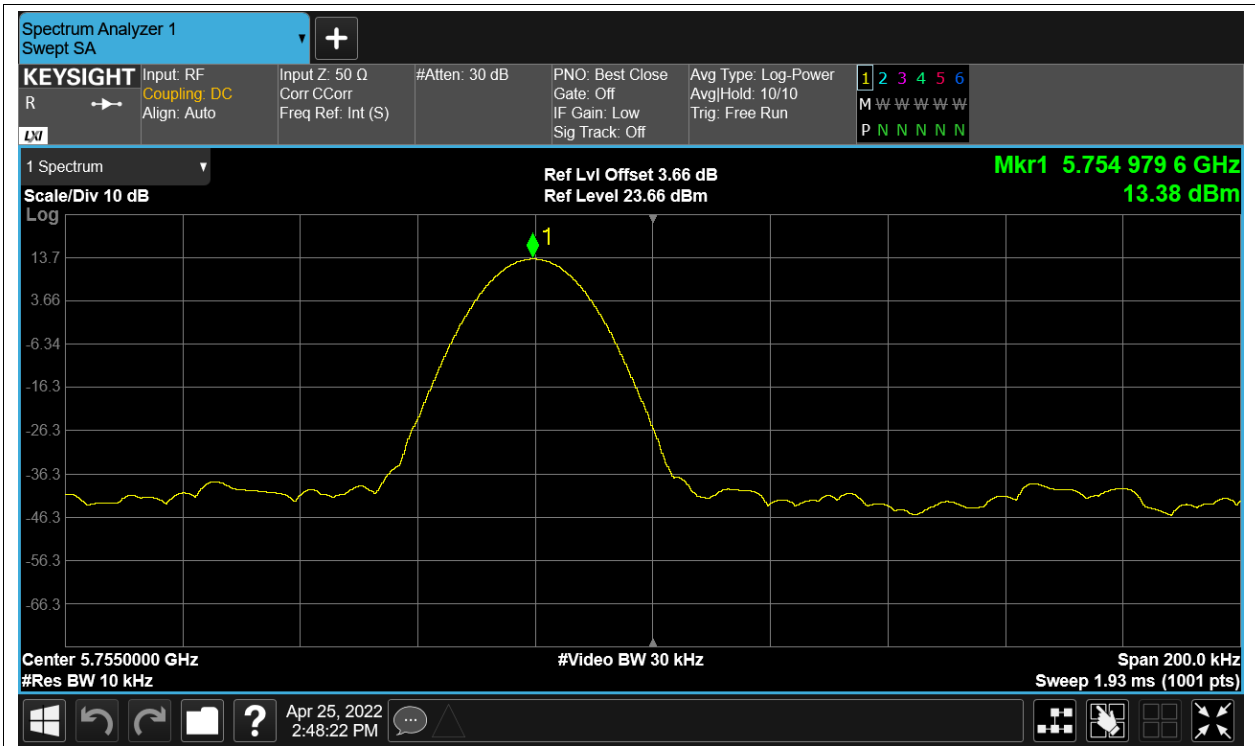 Spectrum Analyzer 1
Swept SA
KEYSIGHT
R
LXI
Input: RF
Coupling: DC
Align: Auto
Input Z: 50 Ω
Corr CCorr
Freq Ref: Int (S)
#Atten: 30 dB
PNO: Best Close
Gate: Off
IF Gain: Low
Sig Track: Off
Avg Type: Log-Power
Avg|Hold: 10/10
Trig: Free Run
1 2 3 4 5 6
M W W W W W W
P N N N N N N
1 Spectrum
Scale/Div 10 dB
Ref Lvl Offset 3.66 dB
Ref Level 23.66 dBm
Mkr1 5.754 979 6 GHz
13.38 dBm
Log
1
13.7
3.66
-6.34
-16.3
-26.3
-36.3
-46.3
-56.3
-66.3
Center 5.7550000 GHz
#Video BW 30 kHz
Span 200.0 kHz
#Res BW 10 kHz
Sweep 1.93 ms (1001 pts)
?
Apr 25, 2022
2:48:22 PM